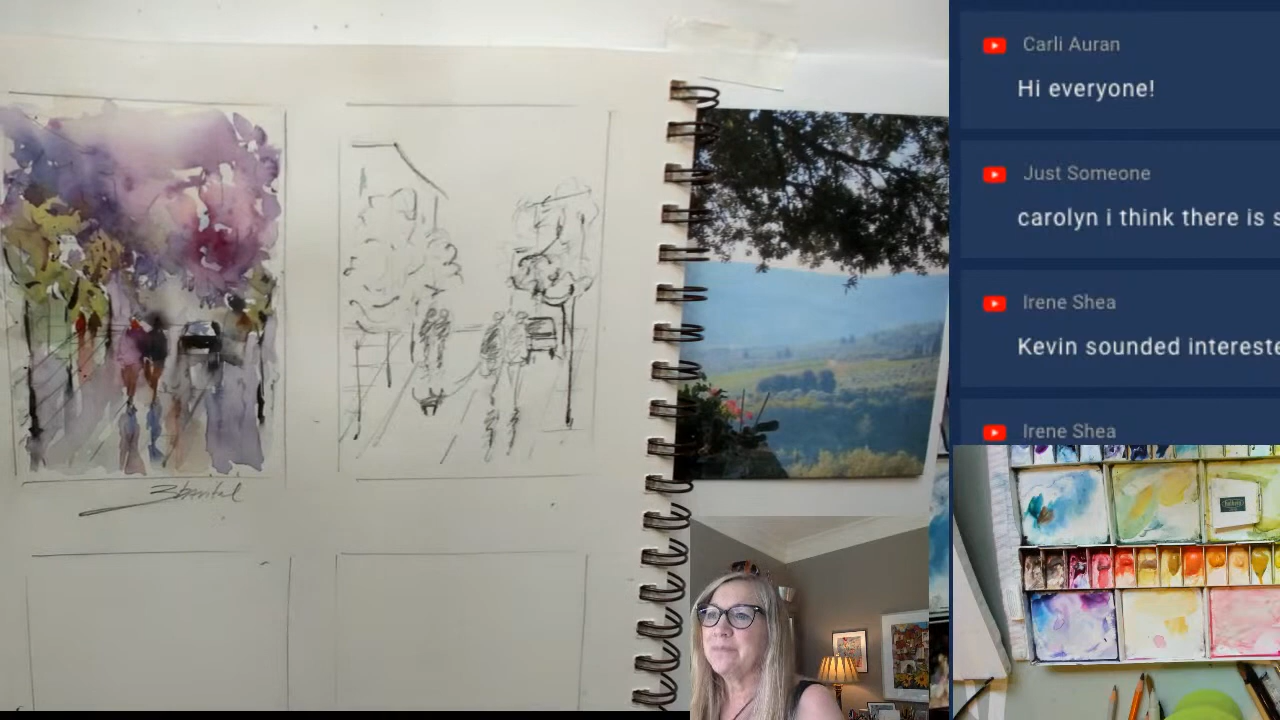 Carli Auran
Hi everyone!
Just Someone
carolyn i think there is s
Irene Shea
Kevin sounded intereste
Irene Shea